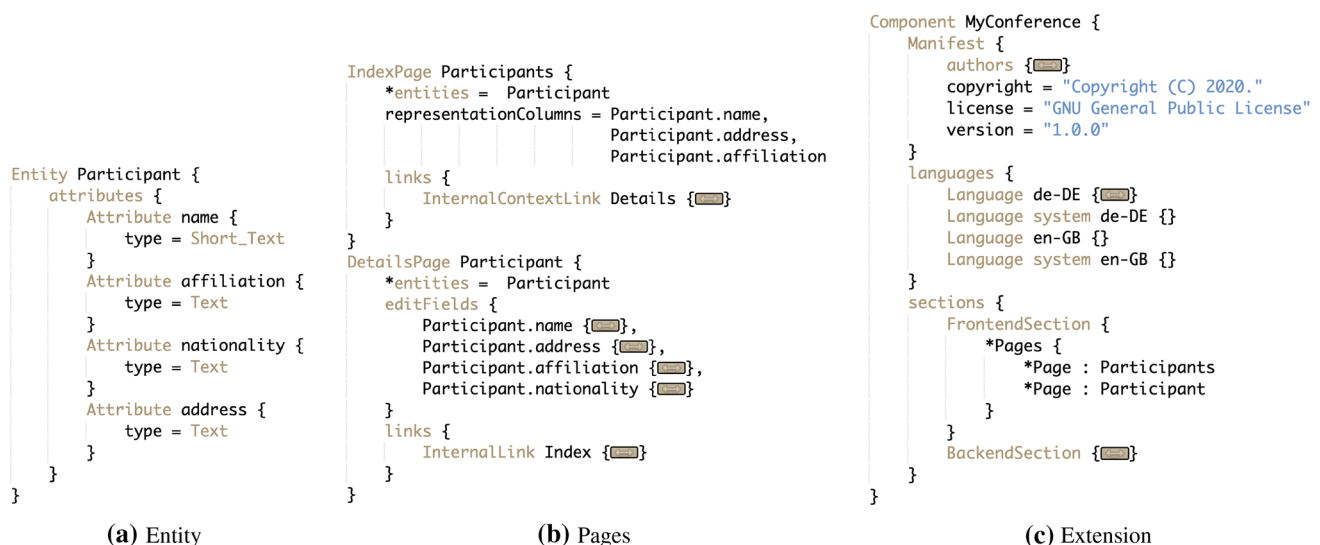 Entity Participant {
attributes {
Attribute name {
type = Short_Text
}
Attribute affiliation {
type = Text
}
Attribute nationality {
type = Text
}
Attribute address {
type = Text
}
}
}
(a) Entity
IndexPage Participants {
*entities =  Participant
representationColumns = Participant.name,
Participant.address,
Participant.affiliation
links {
InternalContextLink Details {}
}
}
DetailsPage Participant {
*entities =  Participant
editFields {
Participant.name {},
Participant.address {},
Participant.affiliation {},
Participant.nationality {}
}
links {
InternalLink Index {}
}
}
(b) Pages
Component MyConference {
Manifest {
authors {}
copyright = "Copyright (C) 2020."
license = "GNU General Public License"
version = "1.0.0"
}
languages {
Language de-DE {}
Language system de-DE {}
Language en-GB {}
Language system en-GB {}
}
sections {
FrontendSection {
*Pages {
*Page : Participants
*Page : Participant
}
}
BackendSection {}
}
}
(c) Extension